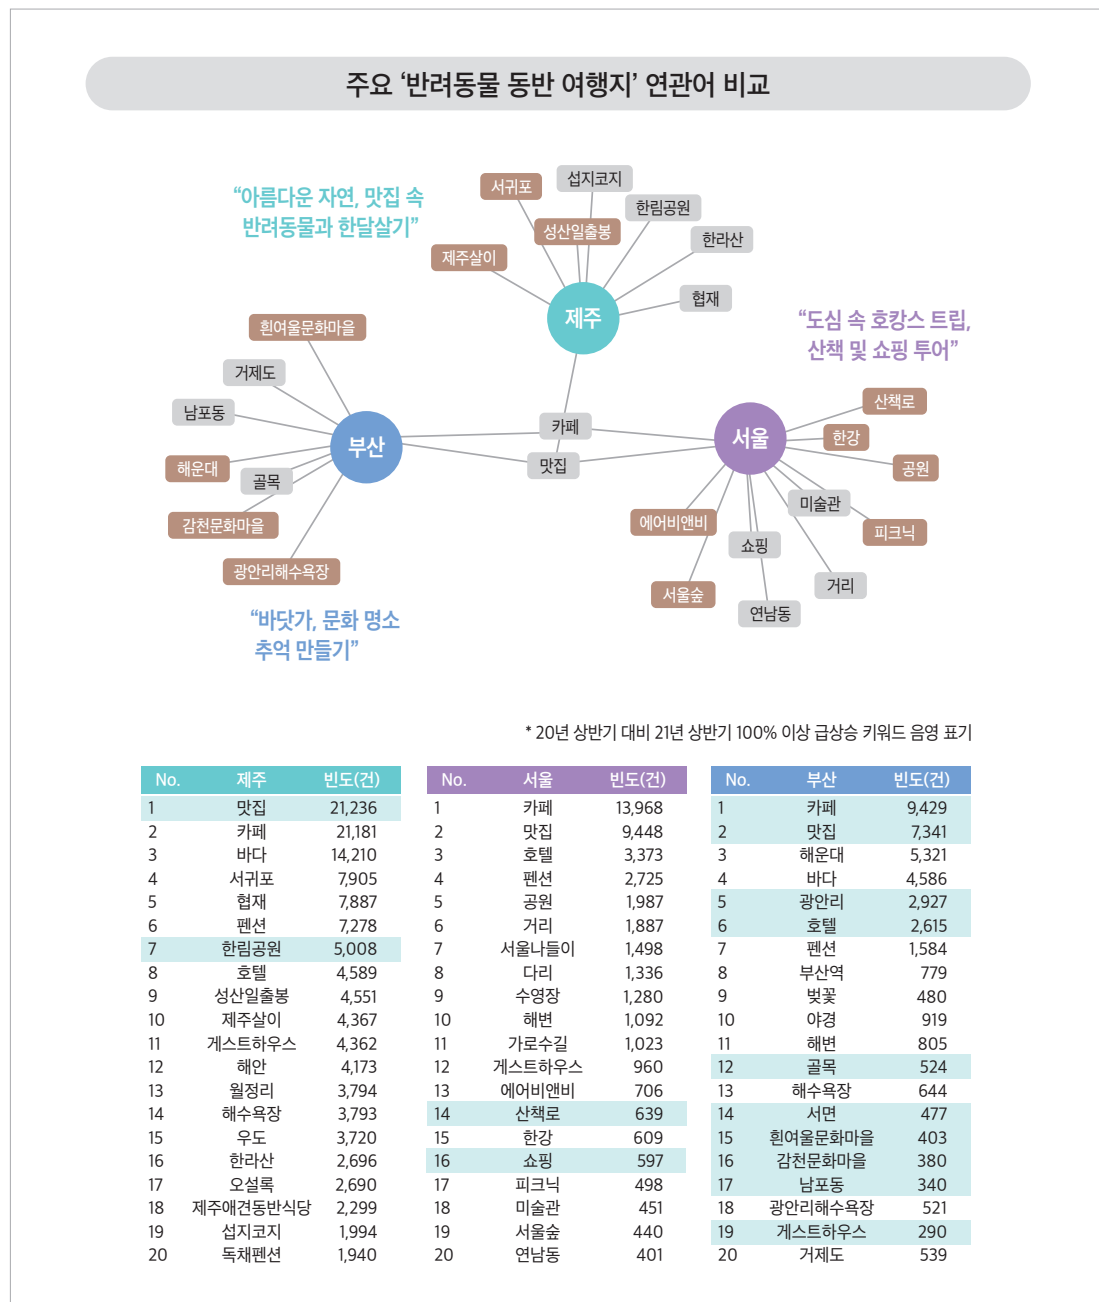 주요 ‘반려동물 동반 여행지’ 연관어 비교
“아름다운 자연, 맛집 속
반려동물과 한달살기”
서귀포
섭지코지
한림공원
성산일출봉
한라산
제주살이
협재
제주
“도심 속 호캉스 트립,
산책 및 쇼핑 투어”
흰여울문화마을
거제도
남포동
해운대
골목
감천문화마을
광안리해수욕장
부산
카페
맛집
서울
산책로
한강
공원
미술관
피크닉
에어비앤비
쇼핑
거리
서울숲
연남동
“바닷가, 문화 명소
추억 만들기”
* 20년 상반기 대비 21년 상반기 100% 이상 급상승 키워드 음영 표기
No. 제주 빈도(건) No. 서울 빈도(건) No. 부산 빈도(건)
1 맛집 21,236 1 카페 13,968 1 카페 9,429
2 카페 21,181 2 맛집 9,448 2 맛집 7,341
3 바다 14,210 3 호텔 3,373 3 해운대 5,321
4 서귀포 7,905 4 펜션 2,725 4 바다 4,586
5 협재 7,887 5 공원 1,987 5 광안리 2,927
6 펜션 7,278 6 거리 1,887 6 호텔 2,615
7 한림공원 5,008 7 서울나들이 1,498 7 펜션 1,584
8 호텔 4,589 8 다리 1,336 8 부산역 779
9 성산일출봉 4,551 9 수영장 1,280 9 벚꽃 480
10 제주살이 4,367 10 해변 1,092 10 야경 919
11 게스트하우스 4,362 11 가로수길 1,023 11 해변 805
12 해안 4,173 12 게스트하우스 960 12 골목 524
13 월정리 3,794 13 에어비앤비 706 13 해수욕장 644
14 해수욕장 3,793 14 산책로 639 14 서면 477
15 우도 3,720 15 한강 609 15 흰여울문화마을 403
16 한라산 2,696 16 쇼핑 597 16 감천문화마을 380
17 오설록 2,690 17 피크닉 498 17 남포동 340
18 제주애견동반식당 2,299 18 미술관 451 18 광안리해수욕장 521
19 섭지코지 1,994 19 서울숲 440 19 게스트하우스 290
20 독채펜션 1,940 20 연남동 401 20 거제도 539